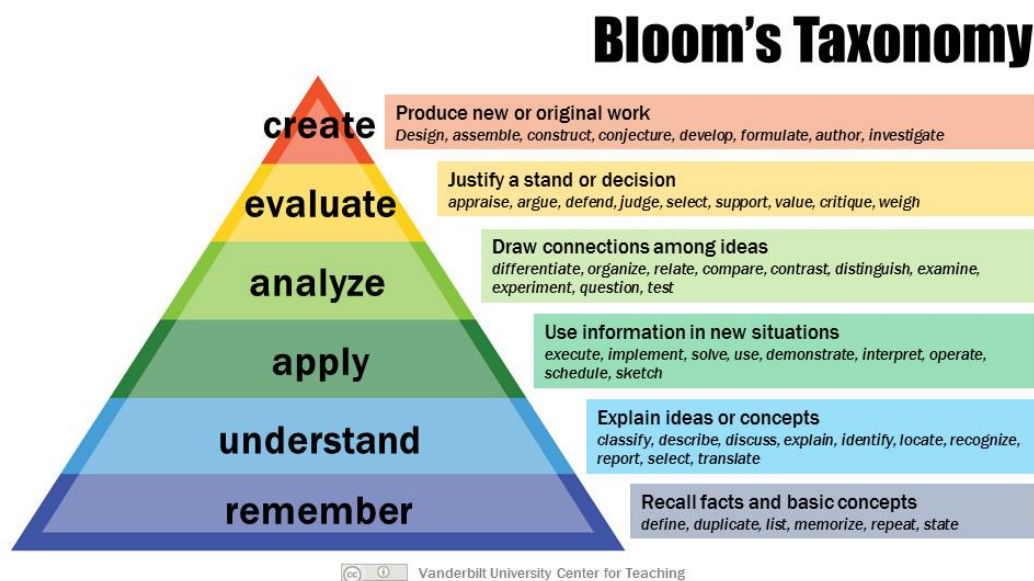 Bloom's Taxonomy
create
Produce new or original work
Design, assemble, construct, conjecture, develop, formulate, author, investigate
evaluate
Justify a stand or decision
appraise, argue, defend, judge, select, support, value, critique, weigh
analyze
Draw connections among ideas
differentiate, organize, relate, compare, contrast, distinguish, examine,
experiment, question, test
apply
Use information in new situations
execute, implement, solve, use, demonstrate, interpret, operate,
schedule, sketch
understand
Explain ideas or concepts
classify, describe, discuss, explain, identify, locate, recognize,
report, select, translate
remember
Recall facts and basic concepts
define, duplicate, list, memorize, repeat, state
cc
Vanderbilt University Center for Teaching